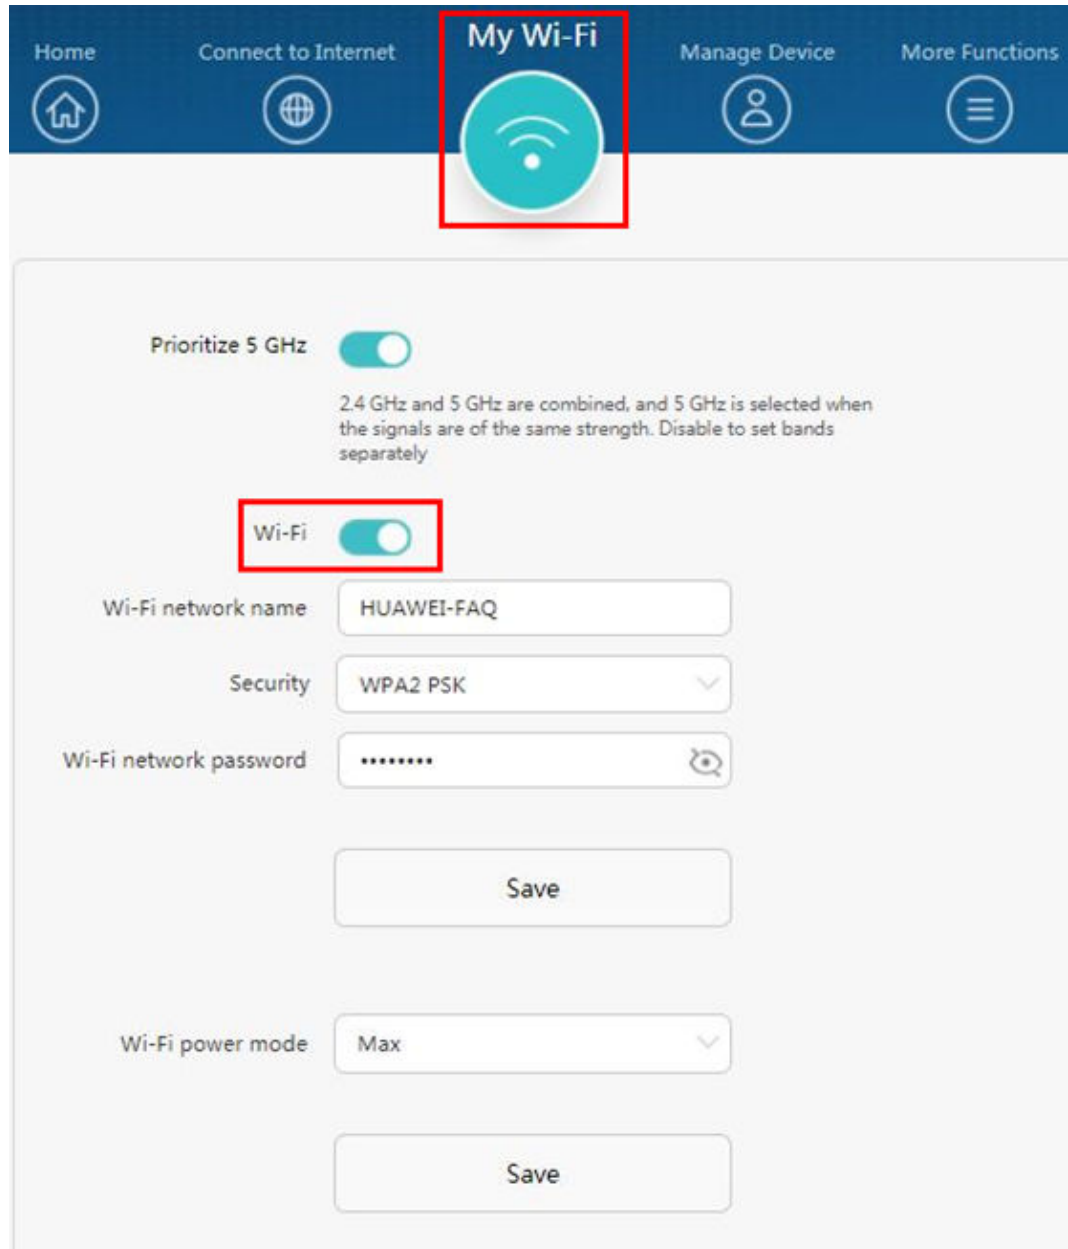 Home
Connect to Internet
My Wi-Fi
Manage Device
More Functions
Prioritize 5 GHz
2.4 GHz and 5 GHz are combined, and 5 GHz is selected when
the signals are of the same strength. Disable to set bands
separately
Wi-Fi
Wi-Fi network name
HUAWEI-FAQ
Security
WPA2 PSK
Wi-Fi network password
••••••••
Save
Wi-Fi power mode
Max
Save